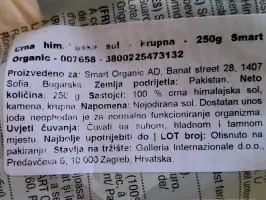 Crna him lajska sol - krupna - 250g Smart
Organic - 007658 - 3800225473132
Proizvedeno za: Smart Organic AD, Banat street 28, 1407
Sofia, Bugarska Zemlja podrijetla: Pakistan. Neto
količina: 250 g Sastojci: 100 % crna himalajska sol,
kamena, krupna Napomena: Nejodirana sol. Dostatan unos
joda neophodan je za normalno funkcioniranje organizma.
Uvjeti čuvanja: Čuvati na suhom, hladnom i tamnom
mjestu. Najbolje upotrijebiti do | LOT broj: Otisnuto na
pakiranju Stavlja na tržište: Galleria Internazionale d.o.o.,
Predavčeva 6, 10 000 Zagreb, Hrvatska.